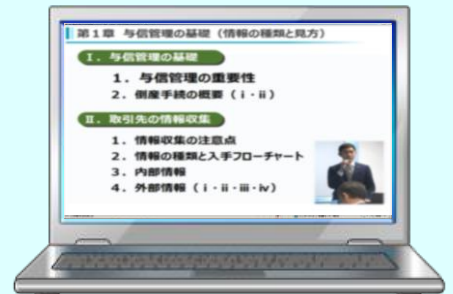 第1章 与信管理の基礎（情報の種類と見方）
Ⅰ. 与信管理の基礎
1. 与信管理の重要性
2. 倒産手続の概要（ⅰ・ⅱ）
Ⅱ. 取引先の情報収集
1. 情報収集の注意点
2. 情報の種類と入手フローチャート
3. 内部情報
4. 外部情報（ⅰ・ⅱ・ⅲ・ⅳ）